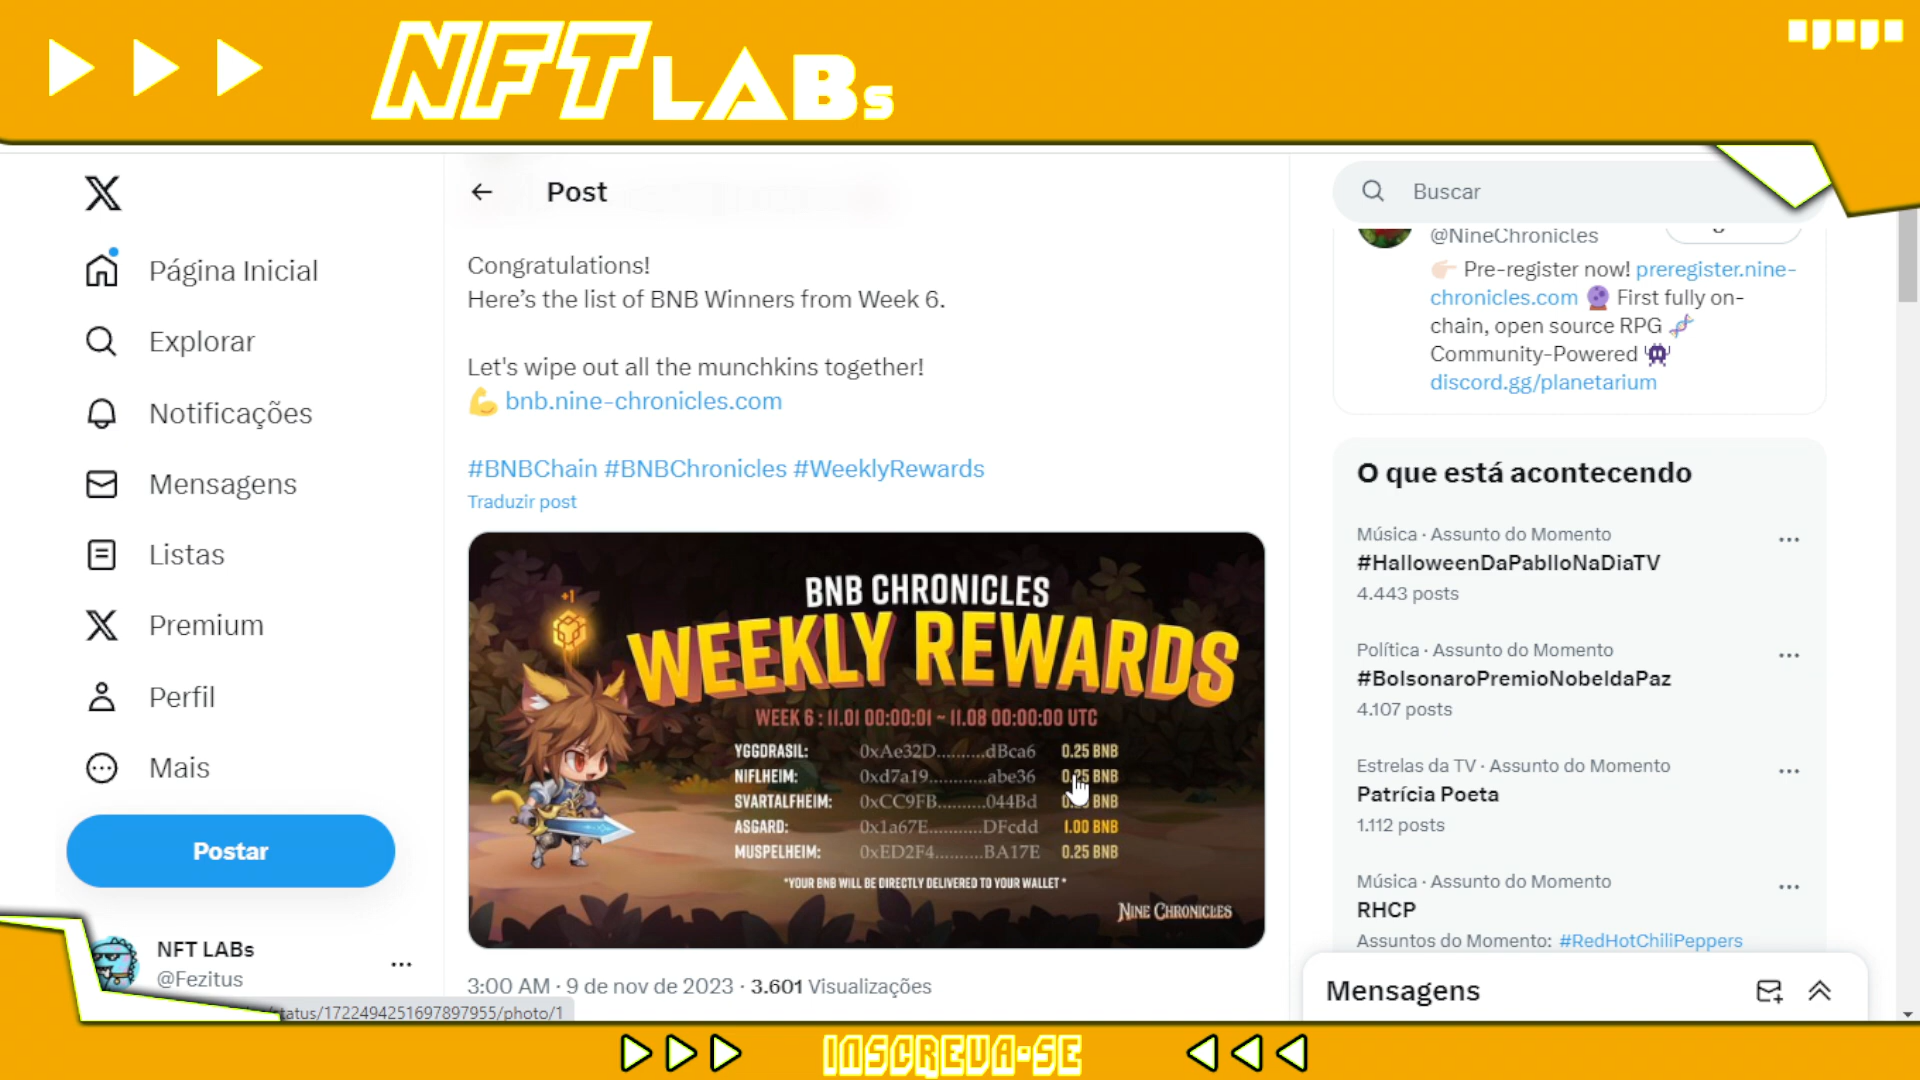 NFT LABs
Post
Buscar
Página Inicial
Explorar
Notificações
Mensagens
Listas
Premium
Perfil
Mais
Postar
NFT LABs
@Fezitus
Congratulations!
Here's the list of BNB Winners from Week 6.
Let's wipe out all the munchkins together!
💪 bnb.nine-chronicles.com
#BNBChain #BNBChronicles #WeeklyRewards
Traduzir post
+1
BNB CHRONICLES
WEEKLY REWARDS
WEEK 6 : 11.01 00:00:01 ~ 11.08 00:00:00 UTC
YGGDRASIL: 0xAe32D..........dBca6 0.25 BNB
NIFLHEIM: 0xd7a19............abe36 0.25 BNB
SVARTALFHEIM: 0xCC9FB..........044Bd BNB
ASGARD: 0x1a67E...........DFcdd 1.00 BNB
MUSPELHEIM: 0xED2F4..........BA17E 0.25 BNB
*YOUR BNB WILL BE DIRECTLY DELIVERED TO YOUR WALLET *
NINE CHRONICLES
3:00 AM · 9 de nov de 2023 · 3.601 Visualizações
@NineChronicles
👉🏻 Pre-register now! preregister.nine-
chronicles.com 🔮 First fully on-
chain, open source RPG 🧬
Community-Powered 👾
discord.gg/planetarium
O que está acontecendo
Música · Assunto do Momento
#HalloweenDaPablloNaDiaTV
4.443 posts
Política · Assunto do Momento
#BolsonaroPremioNobeldaPaz
4.107 posts
Estrelas da TV · Assunto do Momento
Patrícia Poeta
1.112 posts
Música · Assunto do Momento
RHCP
Assuntos do Momento: #RedHotChiliPeppers
Mensagens
tatus/1722494251697897955/photo/1
INSCREVA-SE